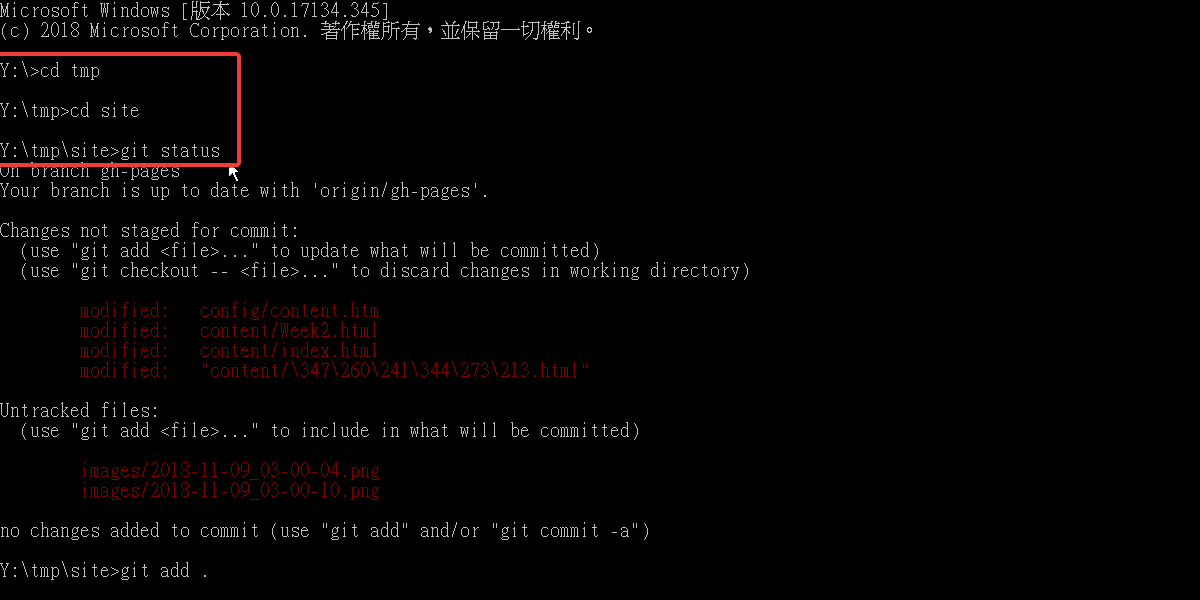 Microsoft Windows [版本 10.0.17134.345]
(c) 2018 Microsoft Corporation. 著作權所有，並保留一切權利。
Y:\>cd tmp
Y:\tmp>cd site
Y:\tmp\site>git status
On branch gh-pages
Your branch is up to date with 'origin/gh-pages'.
Changes not staged for commit:
  (use "git add <file>..." to update what will be committed)
  (use "git checkout -- <file>..." to discard changes in working directory)
        modified:   config/content.htm
        modified:   content/Week2.html
        modified:   content/index.html
        modified:   "content/\347\260\241\344\273\213.html"
Untracked files:
  (use "git add <file>..." to include in what will be committed)
        images/2018-11-09_03-00-04.png
        images/2018-11-09_03-00-10.png
no changes added to commit (use "git add" and/or "git commit -a")
Y:\tmp\site>git add .